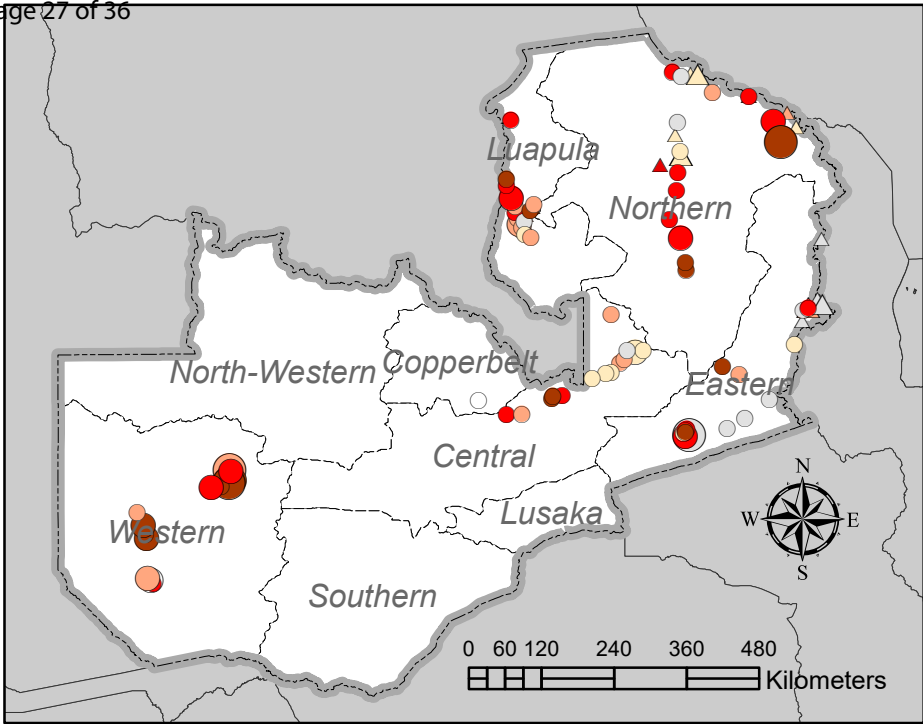 age 27 of 36
Luapula
Northern
North-Western
Copperbelt
Eastern
Central
Lusaka
Western
Southern
N
W
E
S
0 60 120 240 360 480
Kilometers